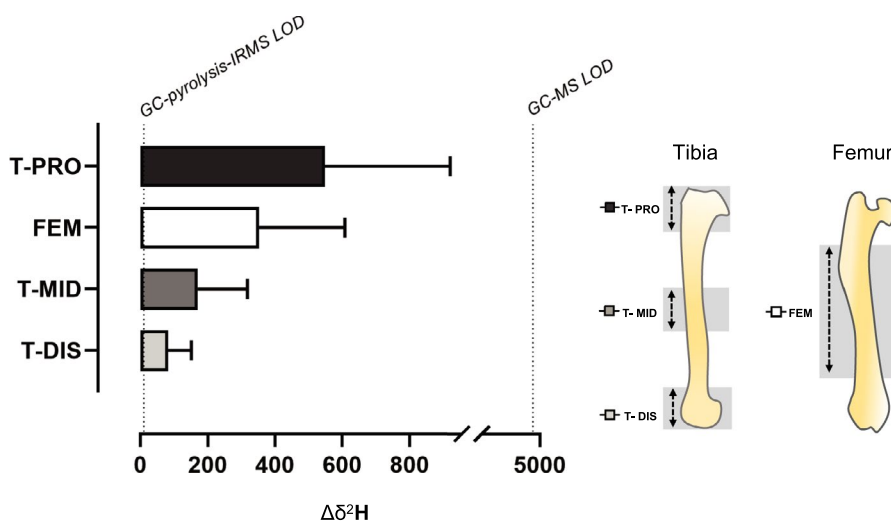 GC-pyrolysis-IRMS LOD
GC-MS LOD
T-PRO
FEM
T-MID
T-DIS
0 200 400 600 800 5000
Δδ²H
Tibia
Femur
T- PRO
T- MID
FEM
T- DIS